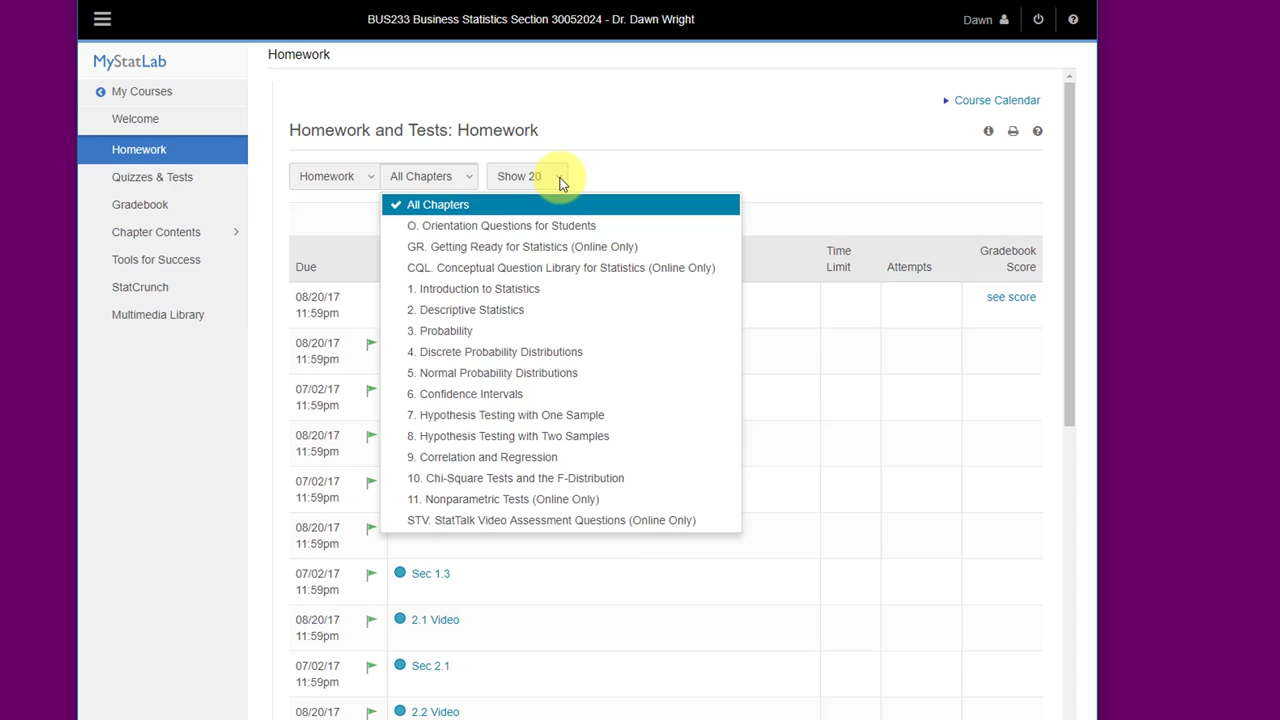 BUS233 Business Statistics Section 30052024 - Dr. Dawn Wright
Dawn
MyStatLab
My Courses
Welcome
Homework
Quizzes & Tests
Gradebook
Chapter Contents
Tools for Success
StatCrunch
Multimedia Library
Homework
Course Calendar
Homework and Tests: Homework
Homework
All Chapters
Show 20
All Chapters
O. Orientation Questions for Students
GR. Getting Ready for Statistics (Online Only)
CQL. Conceptual Question Library for Statistics (Online Only)
1. Introduction to Statistics
2. Descriptive Statistics
3. Probability
4. Discrete Probability Distributions
5. Normal Probability Distributions
6. Confidence Intervals
7. Hypothesis Testing with One Sample
8. Hypothesis Testing with Two Samples
9. Correlation and Regression
10. Chi-Square Tests and the F-Distribution
11. Nonparametric Tests (Online Only)
STV. StatTalk Video Assessment Questions (Online Only)
Due
Time
Limit
Attempts
Gradebook
Score
08/20/17
11:59pm
see score
08/20/17
11:59pm
07/02/17
11:59pm
08/20/17
11:59pm
07/02/17
11:59pm
08/20/17
11:59pm
07/02/17
11:59pm
Sec 1.3
08/20/17
11:59pm
2.1 Video
07/02/17
11:59pm
Sec 2.1
08/20/17
2.2 Video